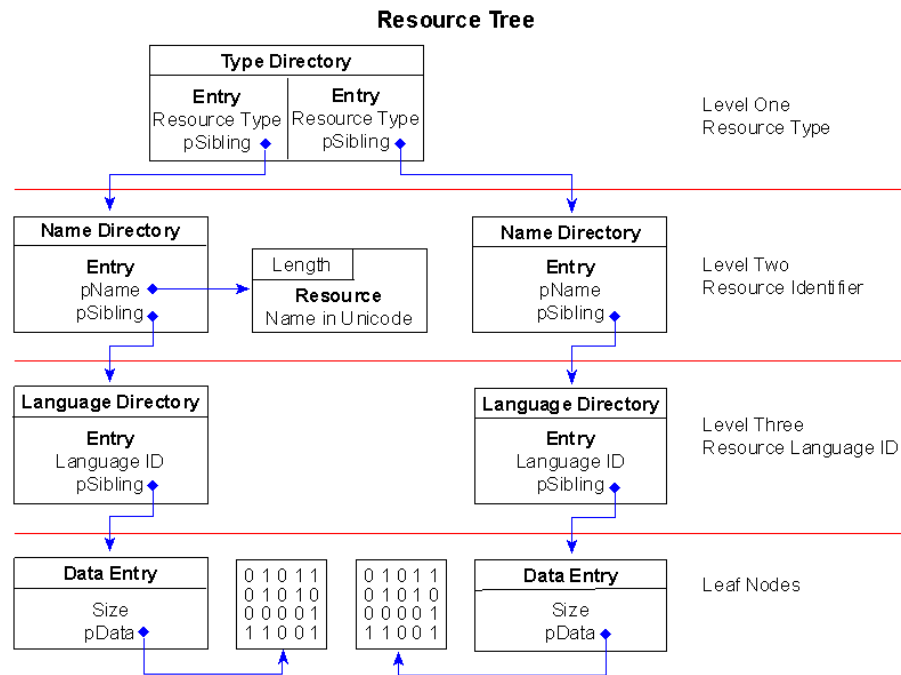 Resource Tree
Type Directory
Entry
Resource Type
pSibling
Entry
Resource Type
pSibling
Level One
Resource Type
Name Directory
Entry
pName
pSibling
Length
Resource
Name in Unicode
Name Directory
Entry
pName
pSibling
Level Two
Resource Identifier
Language Directory
Entry
Language ID
pSibling
Language Directory
Entry
Language ID
pSibling
Level Three
Resource Language ID
Data Entry
Size
pData
0 1 0 1 1
0 1 0 1 0
0 0 0 0 1
1 1 0 0 1
0 1 0 1 1
0 1 0 1 0
0 0 0 0 1
1 1 0 0 1
Data Entry
Size
pData
Leaf Nodes